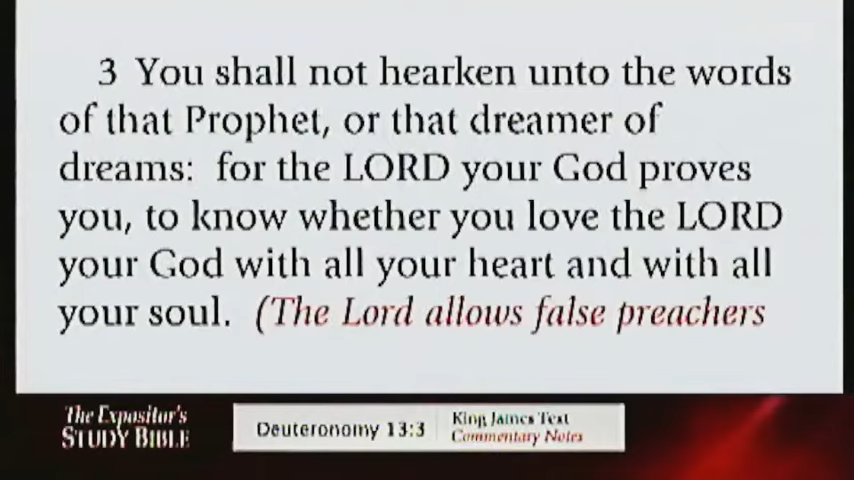 3 You shall not hearken unto the words
of that Prophet, or that dreamer of
dreams: for the LORD your God proves
you, to know whether you love the LORD
your God with all your heart and with all
your soul. (The Lord allows false preachers
The Expositor's
STUDY BIBLE
Deuteronomy 13:3
King James Text
Commentary Notes